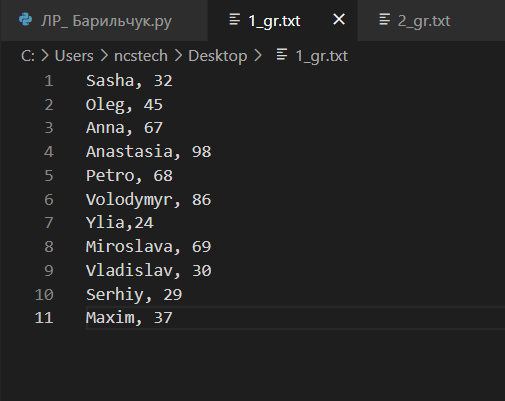 ЛР_ Барильчук.py 1_gr.txt × 2_gr.txt
C: > Users > ncstech > Desktop > 1_gr.txt
1 Sasha, 32
2 Oleg, 45
3 Anna, 67
4 Anastasia, 98
5 Petro, 68
6 Volodymyr, 86
7 Ylia,24
8 Miroslava, 69
9 Vladislav, 30
10 Serhiy, 29
11 Maxim, 37